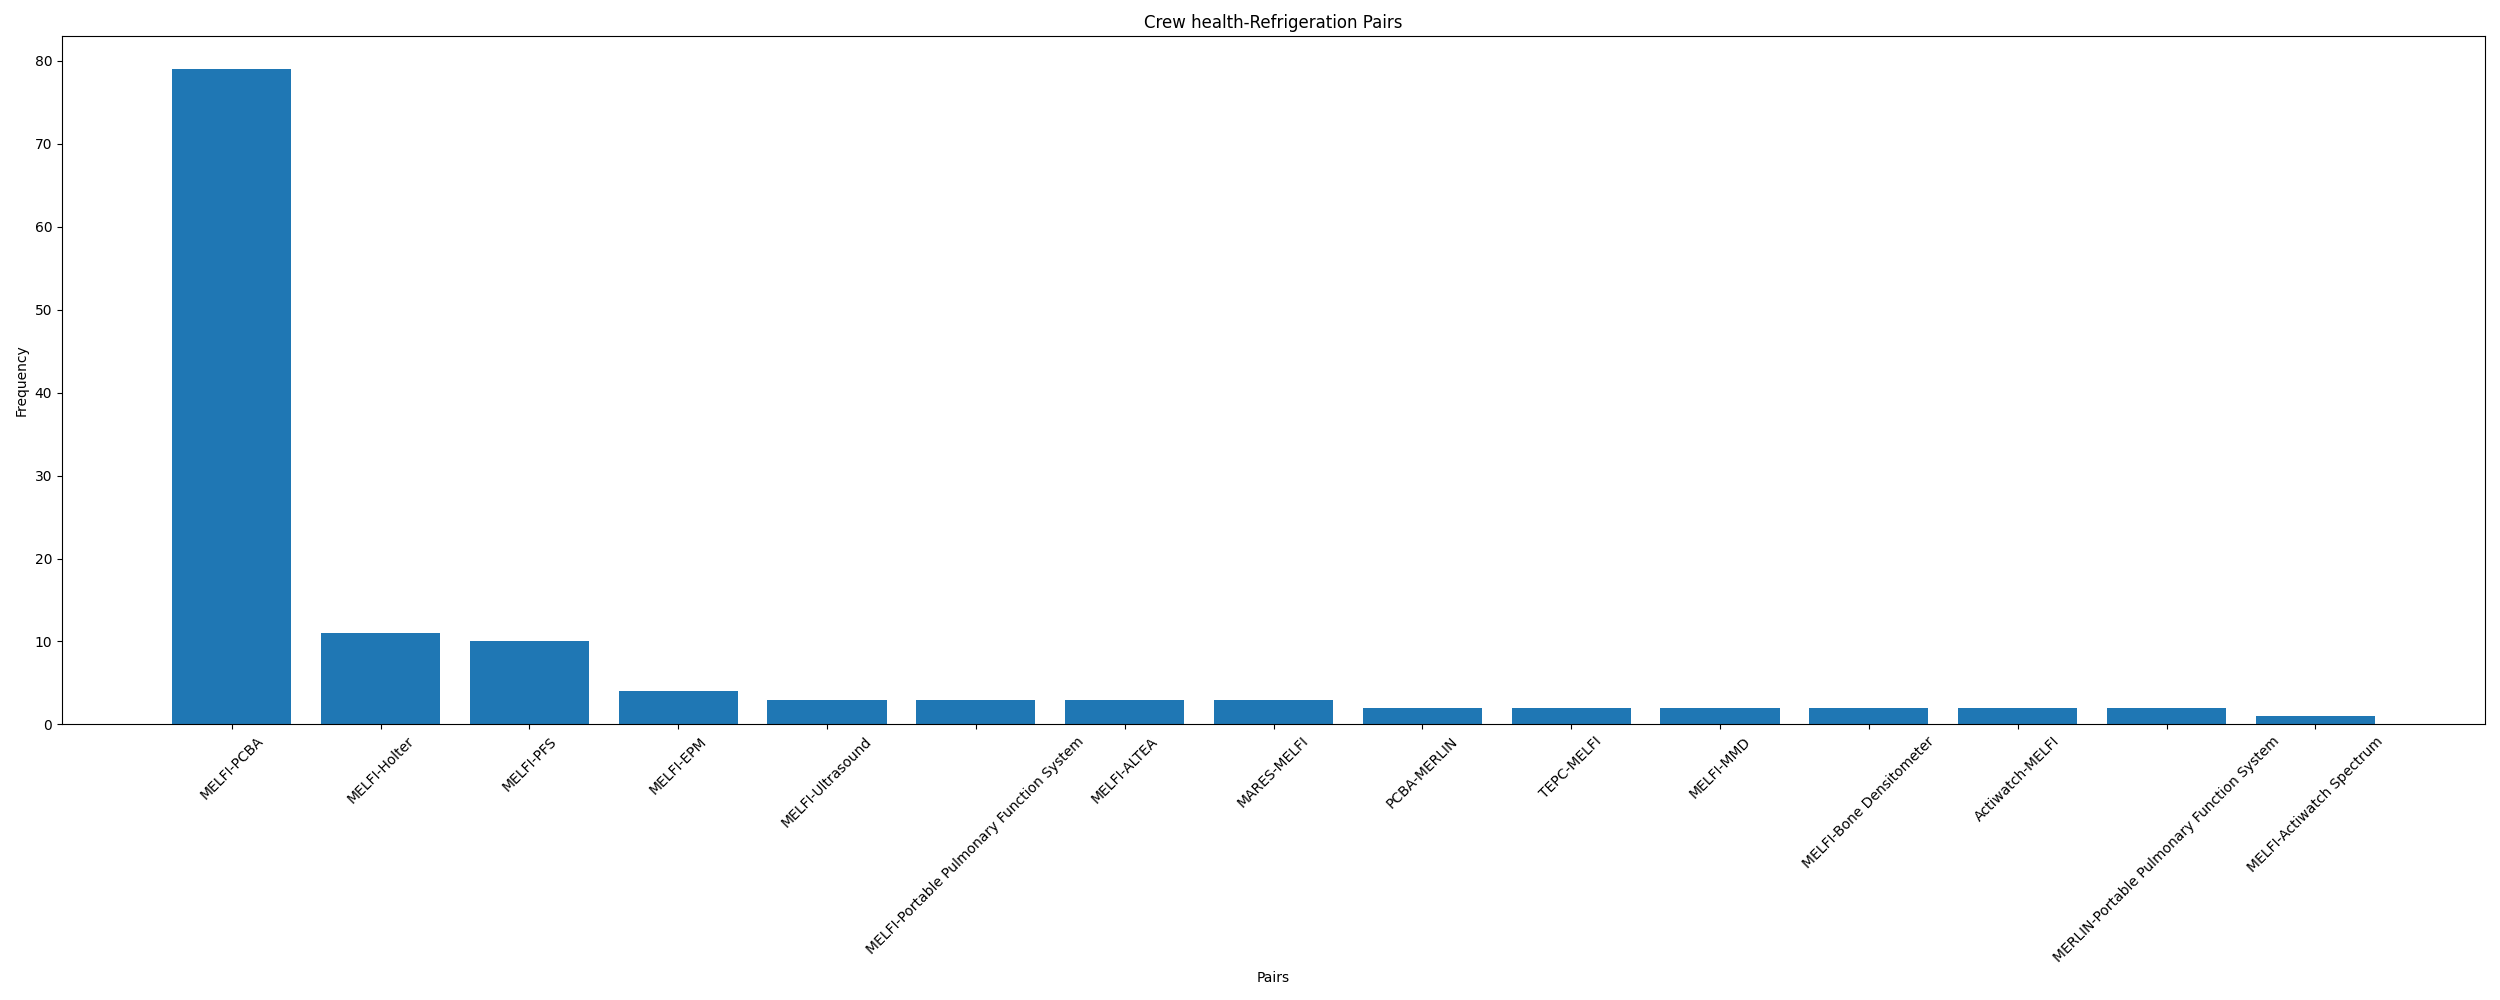 Crew health-Refrigeration Pairs
Frequency
80
70
60
50
40
30
20
10
0
MELFI-PCBA
MELFI-Holter
MELFI-PFS
MELFI-EPM
MELFI-Ultrasound
MELFI-Portable Pulmonary Function System
MELFI-ALTEA
MARES-MELFI
PCBA-MERLIN
TEPC-MELFI
MELFI-MMD
MELFI-Bone Densitometer
Actiwatch-MELFI
MERLIN-Portable Pulmonary Function System
MELFI-Actiwatch Spectrum
Pairs